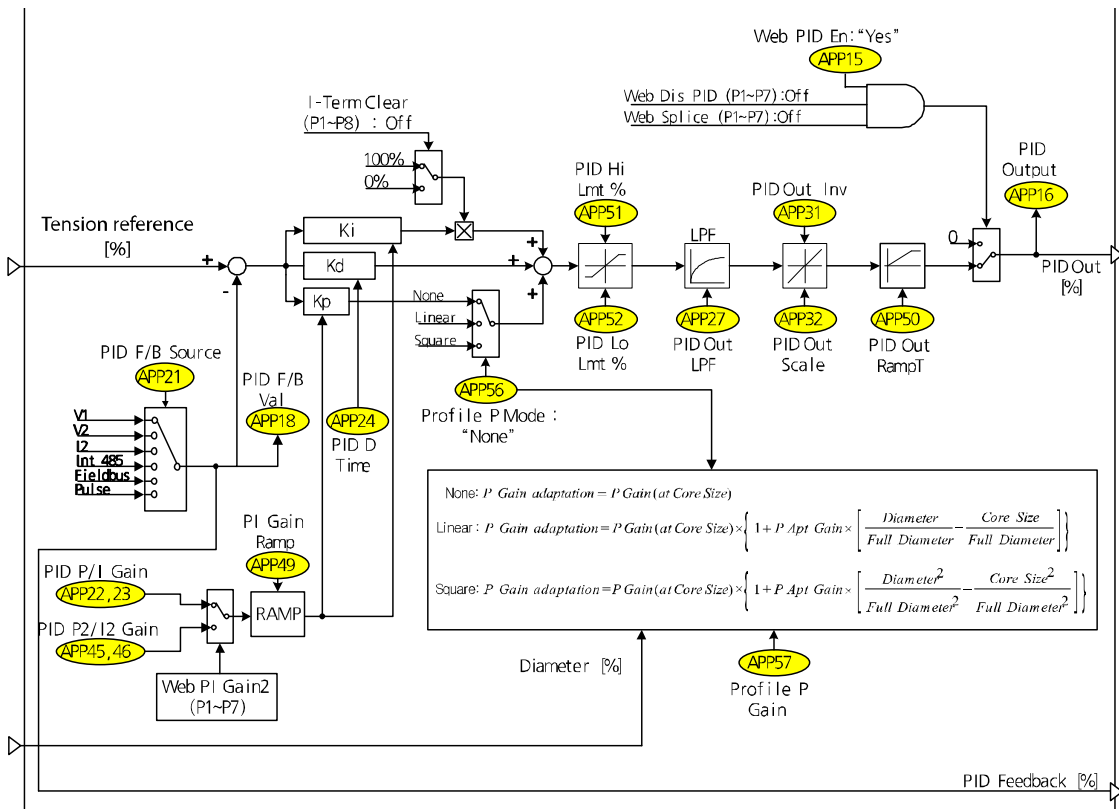 Web PID En:"Yes"
APP15
Web Dis PID (P1~P7):Off
Web Splice (P1~P7):Off
I-Term Clear
(P1~P8) : Off
100%
0%
PID
Output
APP16
PID Hi
Lmt %
APP51
PID Out Inv
APP31
Tension reference
[%]
+
-
Ki
Kd
Kp
None
Linear
Square
+
+
+
LPF
0
PID Out
[%]
APP52
PID Lo
Lmt %
APP27
PID Out
LPF
APP32
PID Out
Scale
APP50
PID Out
RampT
PID F/B Source
APP21
PID F/B
Val
APP18
APP24
PID D
Time
APP56
Profile P Mode :
"None"
V1
V2
I2
Int 485
Fieldbus
Pulse
None: P Gain adaptation = P Gain(at Core Size)
Linear: P Gain adaptation = P Gain(at Core Size)×{1+P Apt Gain×[Diameter/Full Diameter − Core Size/Full Diameter]}
Square: P Gain adaptation = P Gain(at Core Size)×{1+P Apt Gain×[Diameter²/Full Diameter² − Core Size²/Full Diameter²]}
PI Gain
Ramp
APP49
PID P/I Gain
APP22,23
RAMP
PID P2/I2 Gain
APP45,46
Web PI Gain2
(P1~P7)
Diameter [%]
APP57
Profile P
Gain
PID Feedback [%]